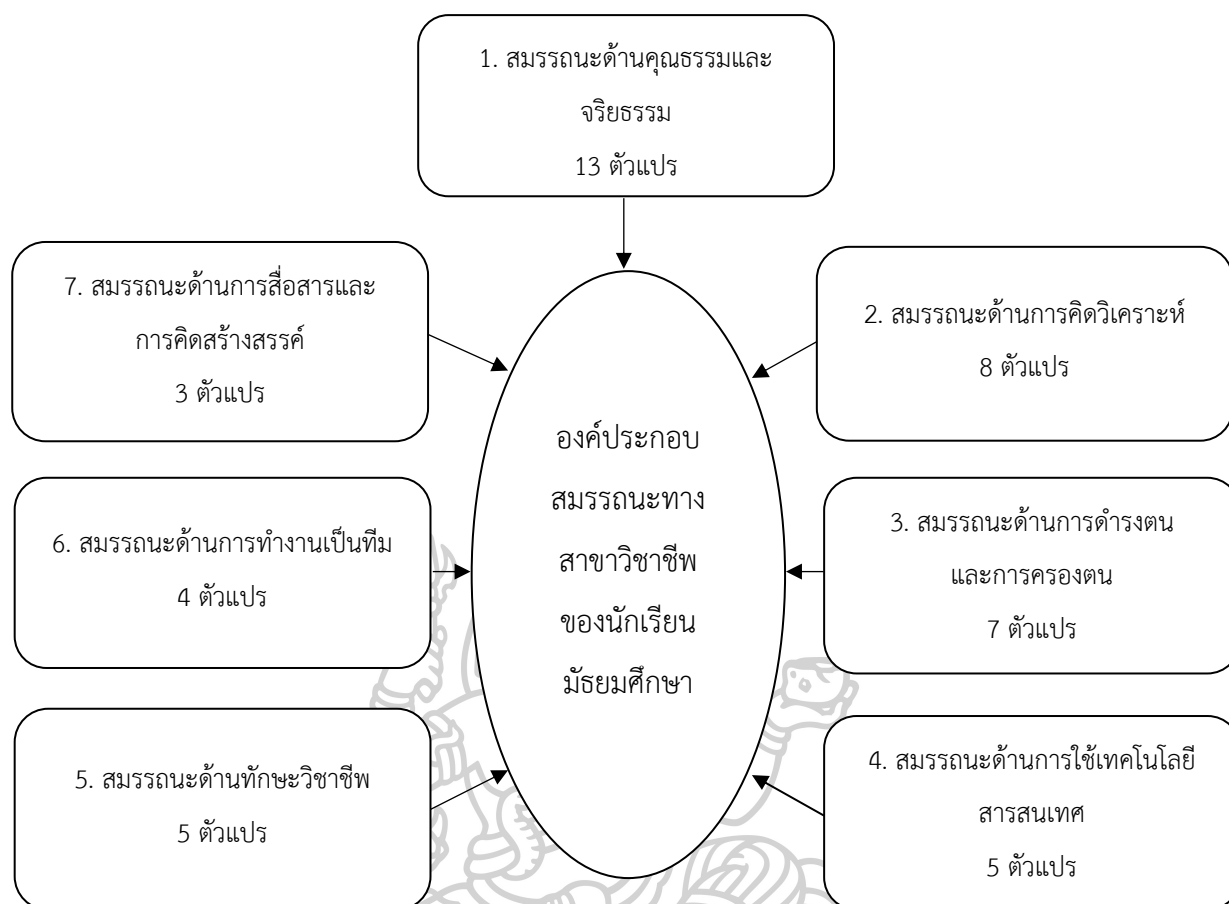 1. สมรรถนะด้านคุณธรรมและ
จริยธรรม
13 ตัวแปร
7. สมรรถนะด้านการสื่อสารและ
การคิดสร้างสรรค์
3 ตัวแปร
2. สมรรถนะด้านการคิดวิเคราะห์
8 ตัวแปร
องค์ประกอบ
สมรรถนะทาง
สาขาวิชาชีพ
ของนักเรียน
มัธยมศึกษา
6. สมรรถนะด้านการทำงานเป็นทีม
4 ตัวแปร
3. สมรรถนะด้านการดำรงตน
และการครองตน
7 ตัวแปร
5. สมรรถนะด้านทักษะวิชาชีพ
5 ตัวแปร
4. สมรรถนะด้านการใช้เทคโนโลยี
สารสนเทศ
5 ตัวแปร